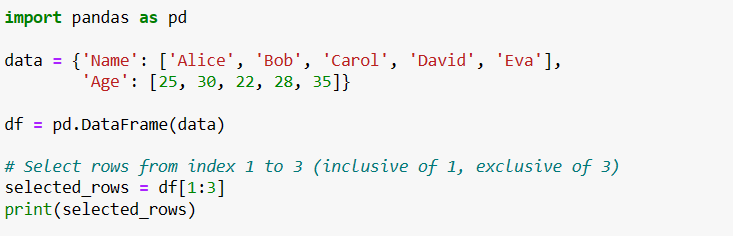 import pandas as pd
data = {'Name': ['Alice', 'Bob', 'Carol', 'David', 'Eva'],
        'Age': [25, 30, 22, 28, 35]}
df = pd.DataFrame(data)
# Select rows from index 1 to 3 (inclusive of 1, exclusive of 3)
selected_rows = df[1:3]
print(selected_rows)